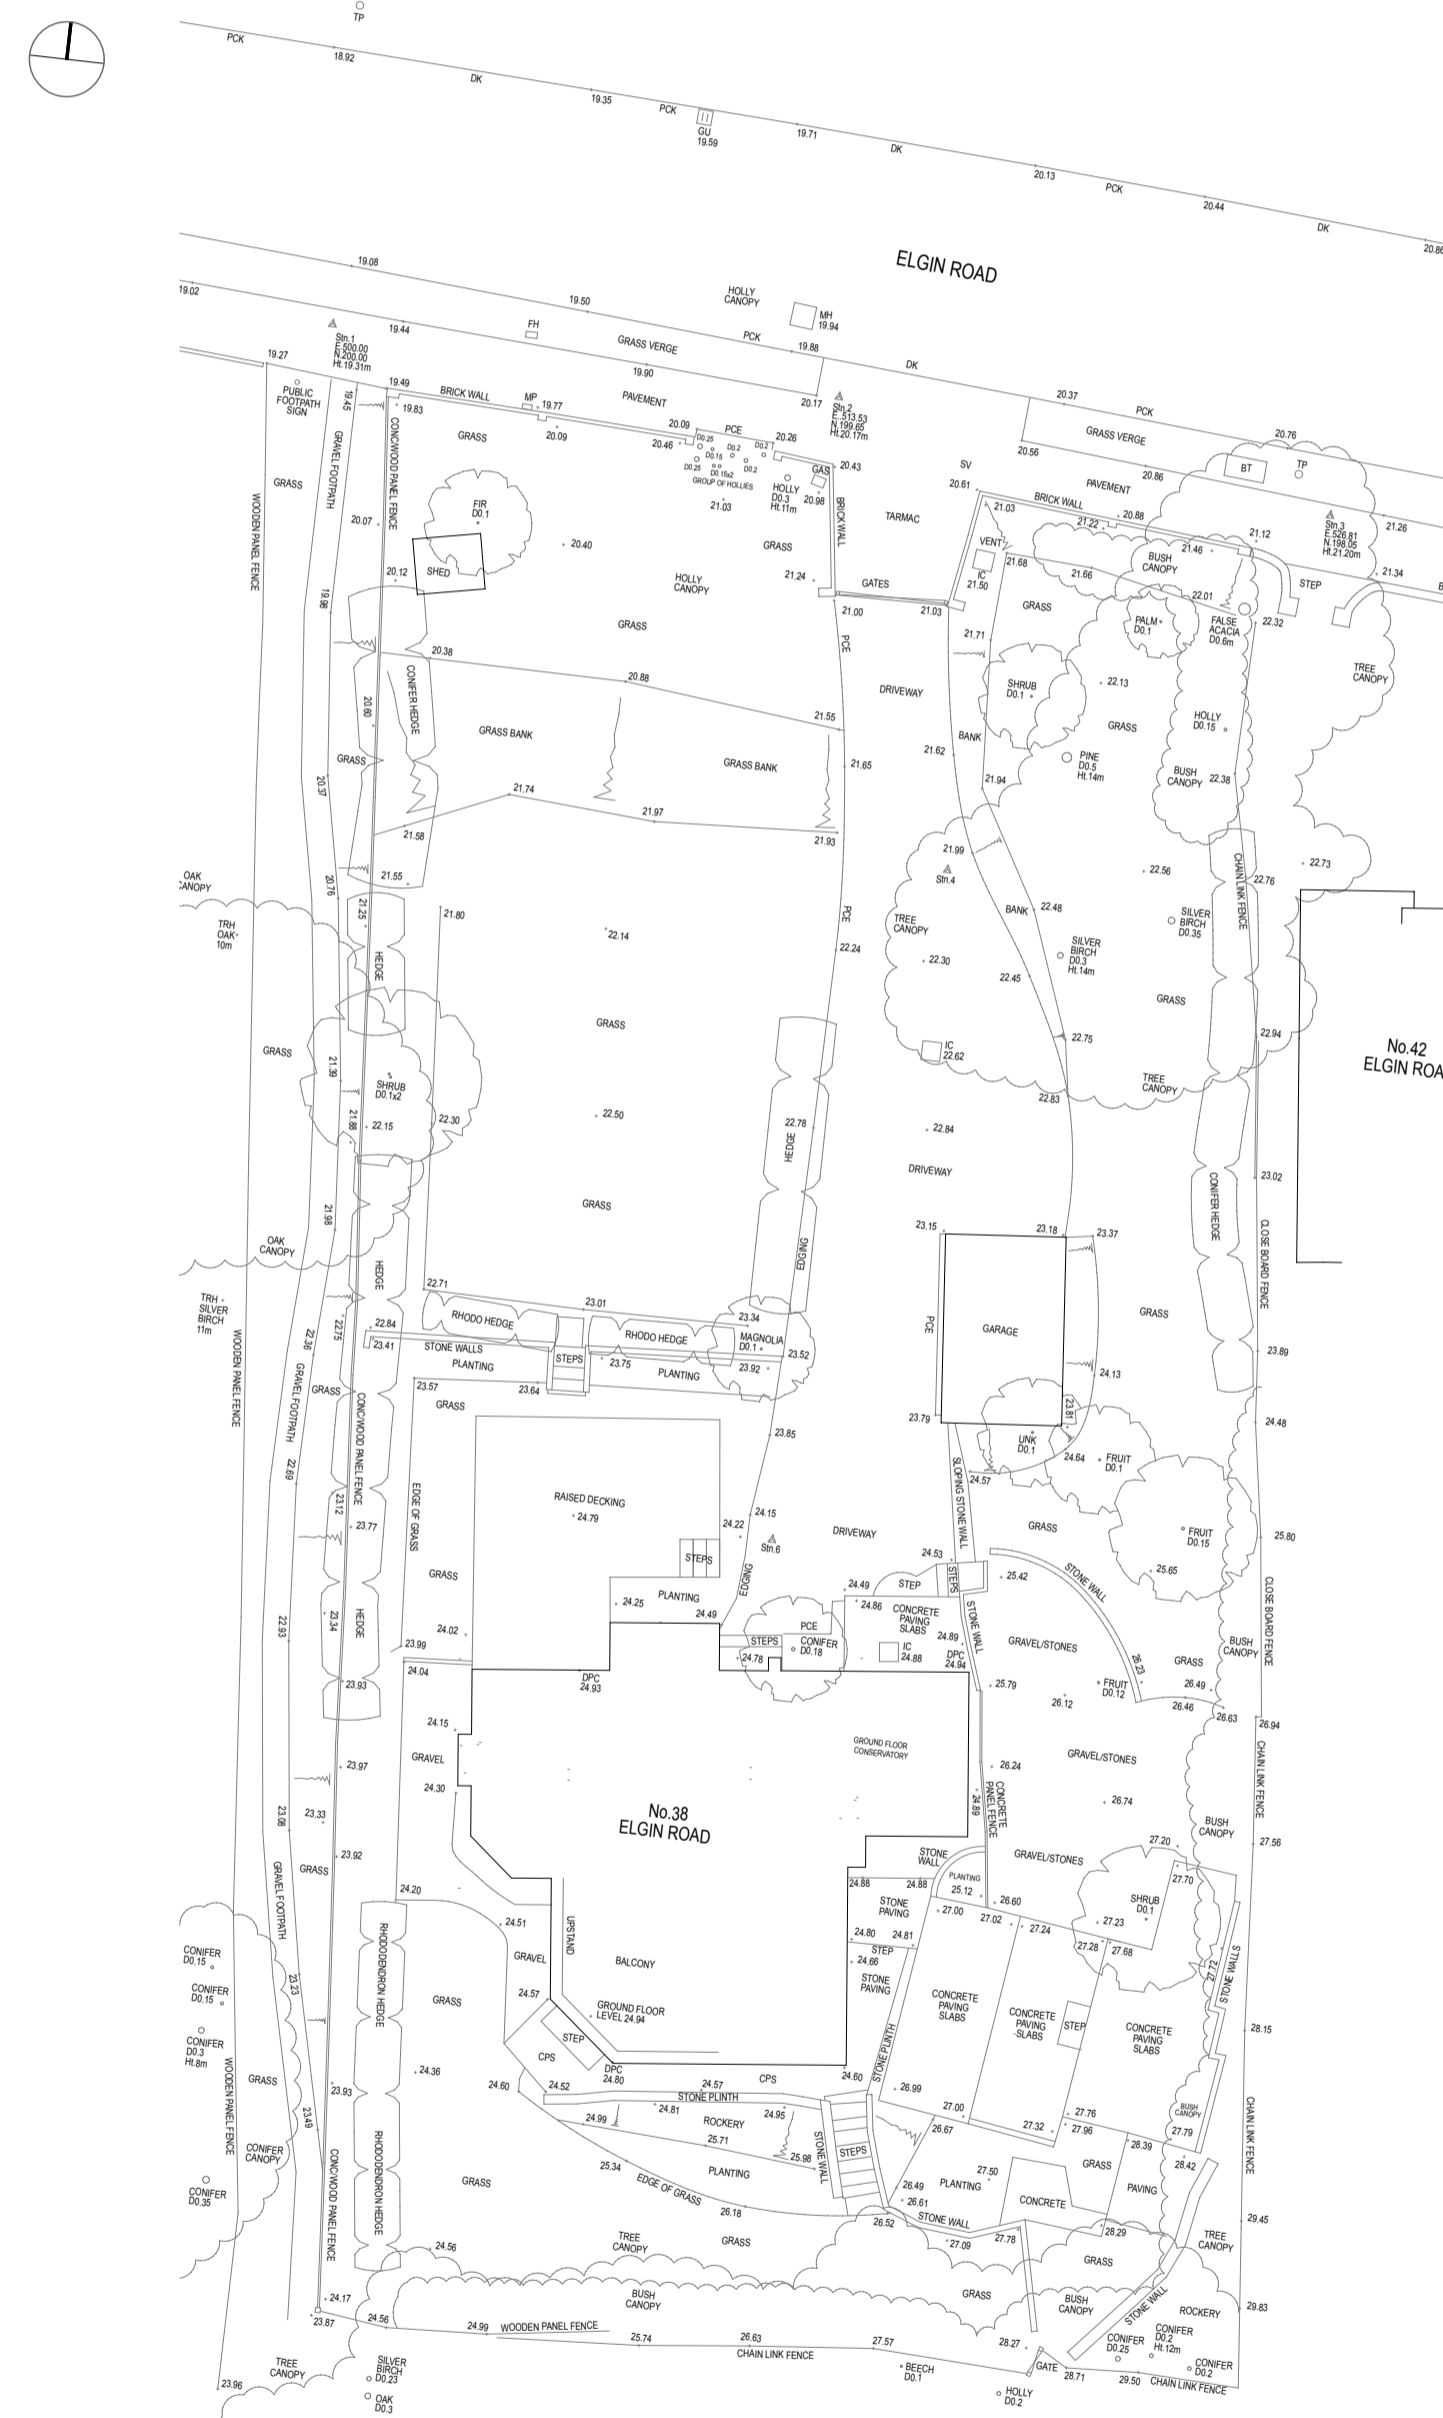 TP
PCK
18.92
DK
19.35
PCK
GU
19.59
19.71
DK
20.13
PCK
20.44
DK
20.86
ELGIN ROAD
19.08
19.02
19.50
HOLLY
CANOPY
MH
19.94
19.44
FH
GRASS VERGE
PCK
19.88
DK
Stn.1
E.500.00
N.200.00
Ht.19.31m
19.27
19.90
20.17
Stn.2
E..513.53
N.199.65
Ht.20.17m
20.37
PCK
20.76
PUBLIC
FOOTPATH
SIGN
19.45
19.49
BRICK WALL
MP
19.77
PAVEMENT
19.83
GRASS
20.09
20.09
PCE
20.26
20.46
D0.25
D0.2
D0.2
D0.15
D0.25
D0.15x2
D0.2
GROUP OF HOLLIES
HOLLY
D0.3
Ht.11m
GAS
20.98
20.43
21.03
BRICK WALL
TARMAC
SV
20.61
20.56
GRASS VERGE
20.86
BT
TP
PAVEMENT
BRICK WALL
20.88
21.03
21.22
21.12
21.26
Stn.3
E.526.81
N.198.05
Ht.21.20m
21.34
21.46
VENT
IC
21.50
21.68
21.66
BUSH
CANOPY
22.01
STEP
B
GRAVEL FOOTPATH
CONC/WOOD PANEL FENCE
WOODEN PANEL FENCE
GRASS
FIR
D0.1
20.07
20.12
SHED
20.40
HOLLY
CANOPY
GRASS
21.24
GATES
21.00
21.03
GRASS
PALM
D0.1
FALSE
ACACIA
D0.6m
22.32
19.98
GRASS
PCE
21.71
20.38
20.88
21.55
DRIVEWAY
SHRUB
D0.1
22.13
GRASS
HOLLY
D0.15
TREE
CANOPY
20.60
CONIFER HEDGE
GRASS BANK
GRASS BANK
21.65
21.62
BANK
PINE
D0.5
Ht.14m
BUSH
CANOPY
22.38
GRASS
20.37
21.74
21.97
21.94
21.58
21.93
21.99
Stn.4
22.56
CHAIN LINK FENCE
22.73
22.76
OAK
CANOPY
20.76
21.55
21.25
21.80
22.14
PCE
22.24
TREE
CANOPY
BANK
22.48
SILVER
BIRCH
D0.35
TRH
OAK
10m
HEDGE
22.30
22.45
SILVER
BIRCH
D0.3
Ht.14m
GRASS
GRASS
GRASS
21.39
SHRUB
D0.1x2
IC
22.62
22.75
22.94
No.42
ELGIN ROA
TREE
CANOPY
22.83
21.88
22.15
22.30
22.50
22.78
HEDGE
22.84
DRIVEWAY
23.02
CONIFER HEDGE
21.98
GRASS
OAK
CANOPY
HEDGE
EDGING
23.15
23.18
23.37
CLOSE BOARD FENCE
TRH
SILVER
BIRCH
11m
22.71
23.01
RHODO HEDGE
RHODO HEDGE
23.34
MAGNOLIA
D0.1
GARAGE
PCE
GRASS
WOODEN PANEL FENCE
22.36
22.75
22.84
23.41
STONE WALLS
PLANTING
STEPS
23.75
PLANTING
23.92
23.52
23.89
GRAVEL FOOTPATH
GRASS
23.57
GRASS
23.64
24.13
23.79
23.81
24.48
CONC/WOOD PANEL FENCE
22.69
23.85
UNK
D0.1
24.64
24.57
FRUIT
D0.1
23.12
23.77
EDGE OF GRASS
RAISED DECKING
24.79
24.22
24.15
Stn.6
DRIVEWAY
SLOPING STONE WALL
GRASS
FRUIT
D0.15
25.80
STEPS
EDGING
24.53
STEPS
25.42
STONE WALL
25.65
GRASS
PLANTING
24.25
24.49
24.49
STEP
24.86
CONCRETE
PAVING
SLABS
24.89
STONE WALL
CLOSE BOARD FENCE
22.93
23.34
HEDGE
24.02
23.99
24.04
STEPS
24.78
PCE
CONIFER
D0.18
IC
24.88
DPC
24.94
GRAVEL/STONES
26.23
GRASS
BUSH
CANOPY
23.93
DPC
24.93
25.79
26.12
FRUIT
D0.12
26.49
26.46
26.63
26.94
24.15
GRAVEL
GROUND FLOOR
CONSERVATORY
GRAVEL/STONES
23.97
24.30
26.24
24.89
CONCRETE
PANEL FENCE
26.74
CHAIN LINK FENCE
23.08
23.33
No.38
ELGIN ROAD
BUSH
CANOPY
27.20
27.56
23.92
GRASS
GRAVEL FOOTPATH
STONE
WALL
GRAVEL/STONES
24.20
24.88
24.88
PLANTING
25.12
26.60
27.70
SHRUB
D0.1
RHODODENDRON HEDGE
24.51
GRAVEL
UPSTAND
STONE
PAVING
27.00
27.02
27.24
27.23
CONIFER
D0.15
24.80
24.81
STEP
24.66
STONE
PAVING
27.28
27.68
27.72
STONE WALLS
23.23
CONIFER
D0.15
BALCONY
GRASS
24.57
GROUND FLOOR
LEVEL 24.94
CONCRETE
PAVING
SLABS
CONCRETE
PAVING
SLABS
STEP
CONCRETE
PAVING
SLABS
28.15
CONIFER
D0.3
Ht.8m
STEP
CPS
DPC
24.80
WOODEN PANEL FENCE
GRASS
24.36
23.93
24.60
24.52
24.57
CPS
24.60
STONE PLINTH
STONE PLINTH
26.99
BUSH
CANOPY
23.49
24.99
24.81
ROCKERY
24.95
27.00
27.32
27.76
27.96
27.79
CHAIN LINK FENCE
CONIFER
CANOPY
CONC/WOOD PANEL FENCE
RHODODENDRON HEDGE
25.34
25.71
25.98
STONE WALL
STEPS
26.67
28.39
28.42
CONIFER
D0.35
GRASS
EDGE OF GRASS
PLANTING
26.18
26.49
26.61
PLANTING
27.50
GRASS
CONCRETE
PAVING
26.52
STONE WALL
27.09
27.78
28.29
29.45
TREE
CANOPY
24.56
TREE
CANOPY
GRASS
GRASS
GRASS
BUSH
CANOPY
BUSH
CANOPY
STONE WALL
ROCKERY
29.83
24.17
23.87
24.56
24.99
WOODEN PANEL FENCE
25.74
26.63
CHAIN LINK FENCE
27.57
28.27
GATE
28.71
CONIFER
D0.25
CONIFER
D0.2
Ht.12m
CONIFER
D0.2
29.50
CHAIN LINK FENCE
TREE
CANOPY
23.96
SILVER
BIRCH
D0.23
OAK
D0.3
BEECH
D0.1
HOLLY
D0.2